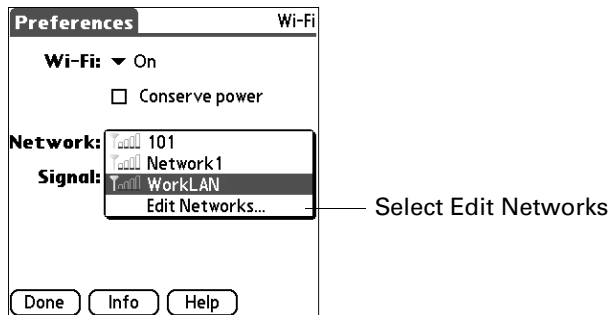 Preferences Wi-Fi
Wi-Fi: On
Conserve power
Network: 101
Network1
Signal: WorkLAN
Edit Networks...
Select Edit Networks
Done Info Help